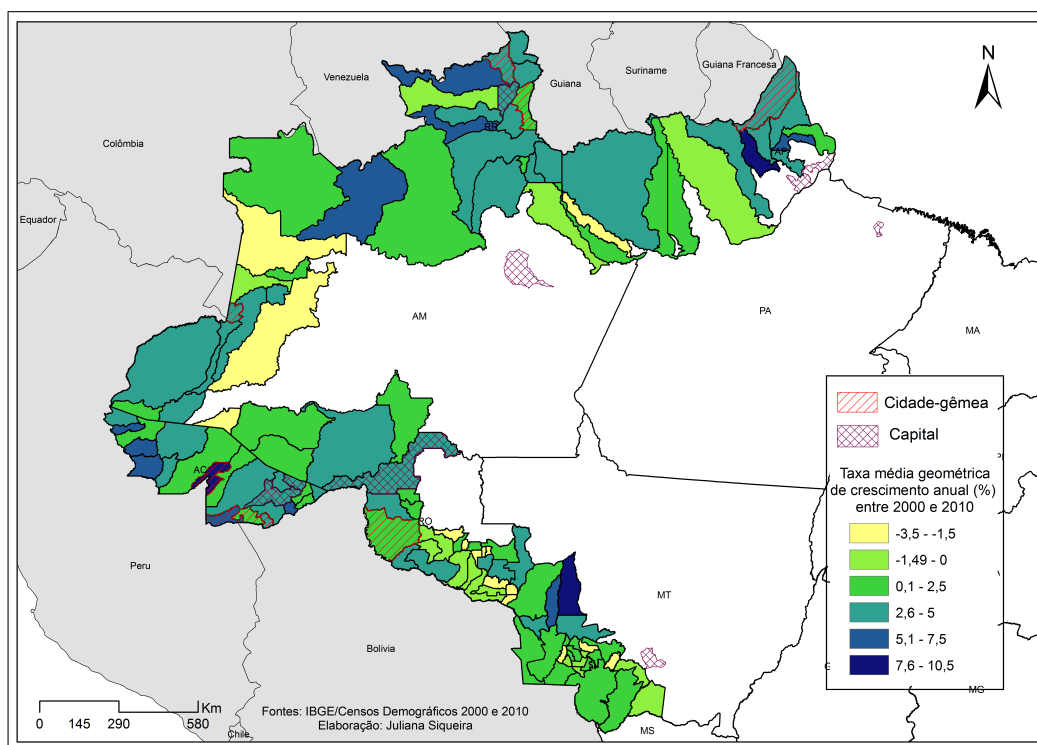 N
Venezuela
Guiana
Suriname
Guiana Francesa
Colômbia
RR
AP
Equador
AM
PA
MA
Cidade-gêmea
Capital
Taxa média geométrica
de crescimento anual (%)
entre 2000 e 2010
-3,5 - -1,5
-1,49 - 0
0,1 - 2,5
2,6 - 5
5,1 - 7,5
7,6 - 10,5
AC
RO
Peru
MT
Bolivia
MG
MS
Chile
Km
0 145 290 580
Fontes: IBGE/Censos Demográficos 2000 e 2010
Elaboração: Juliana Siqueira